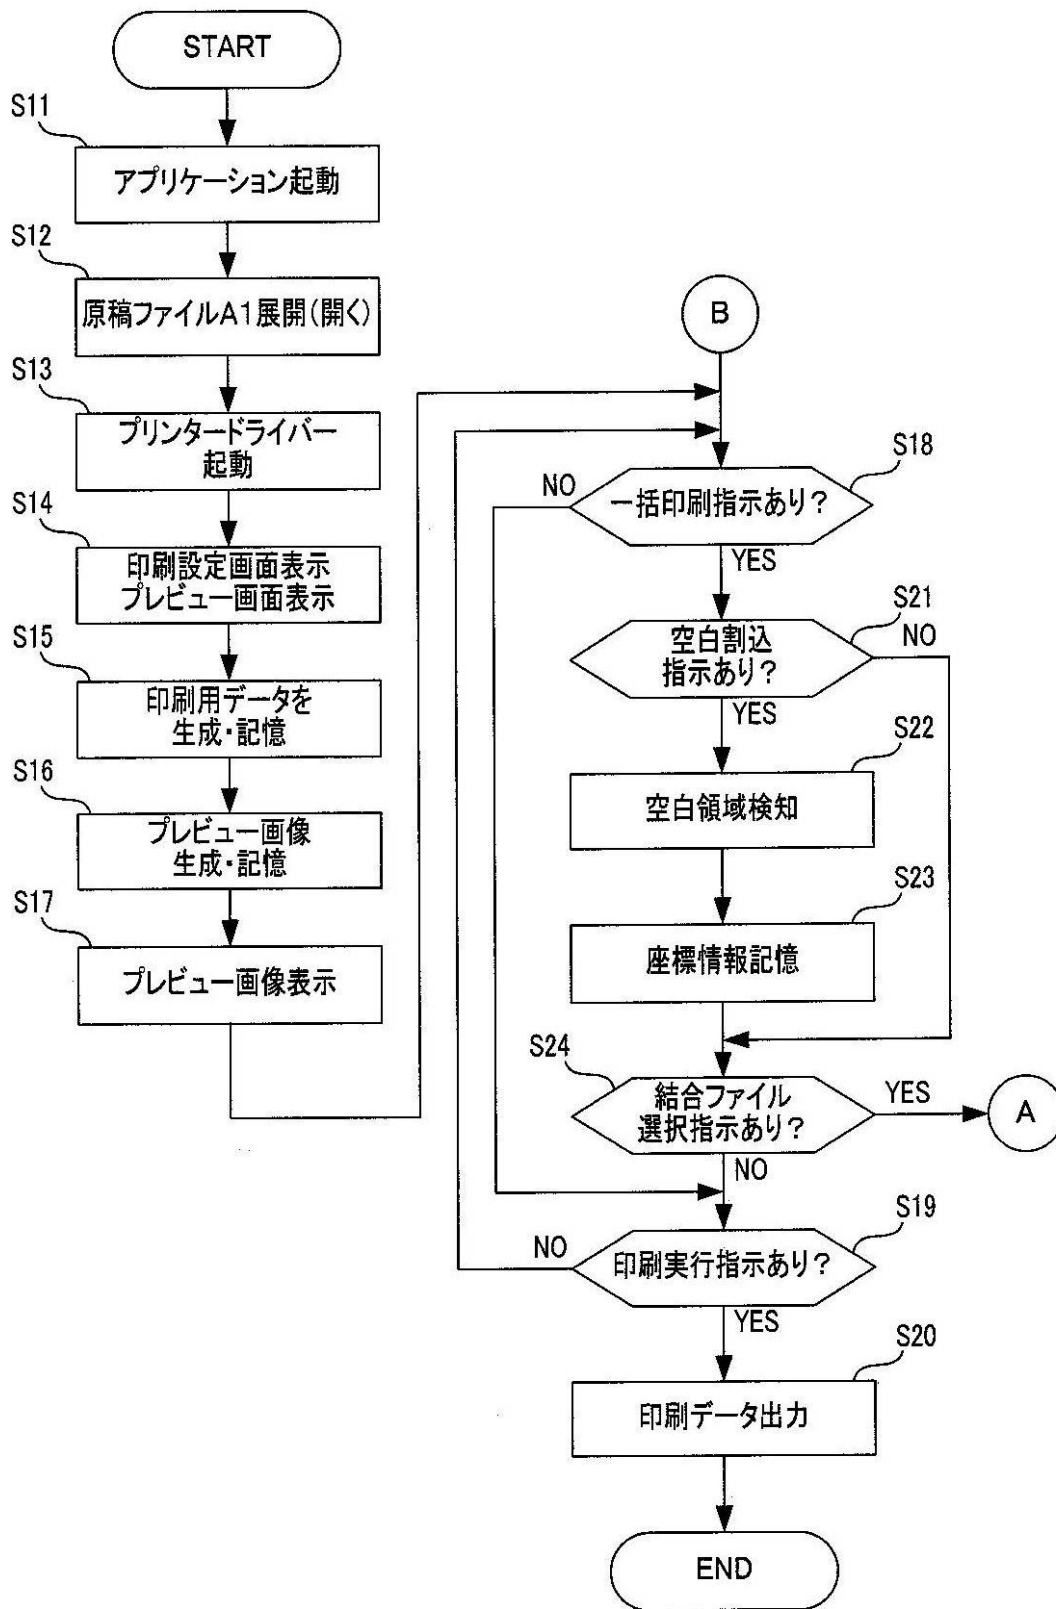 START
S11
アプリケーション起動
S12
原稿ファイルA1展開(開く)
S13
プリンタードライバー
起動
S14
印刷設定画面表示
プレビュー画面表示
S15
印刷用データを
生成・記憶
S16
プレビュー画像
生成・記憶
S17
プレビュー画像表示
B
S18
一括印刷指示あり?
NO
YES
S21
空白割込
指示あり?
NO
YES
S22
空白領域検知
S23
座標情報記憶
S24
結合ファイル
選択指示あり?
YES
A
NO
S19
印刷実行指示あり?
NO
YES
S20
印刷データ出力
END